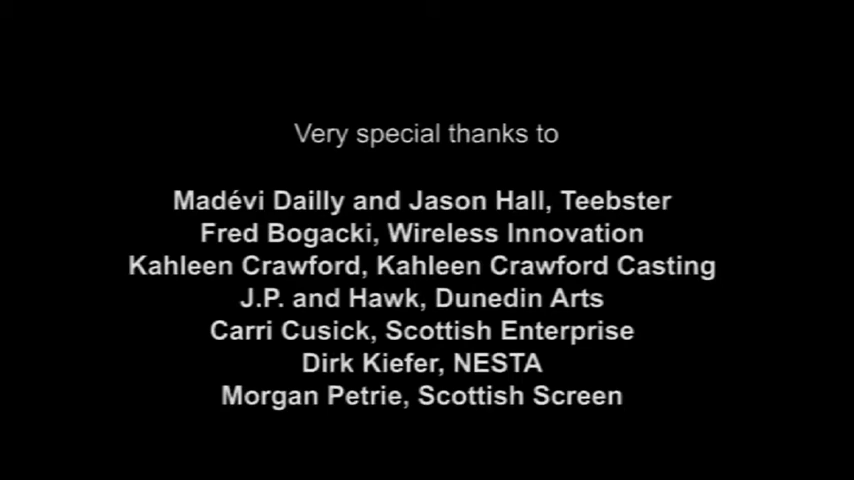 Very special thanks to
Madévi Dailly and Jason Hall, Teebster
Fred Bogacki, Wireless Innovation
Kahleen Crawford, Kahleen Crawford Casting
J.P. and Hawk, Dunedin Arts
Carri Cusick, Scottish Enterprise
Dirk Kiefer, NESTA
Morgan Petrie, Scottish Screen